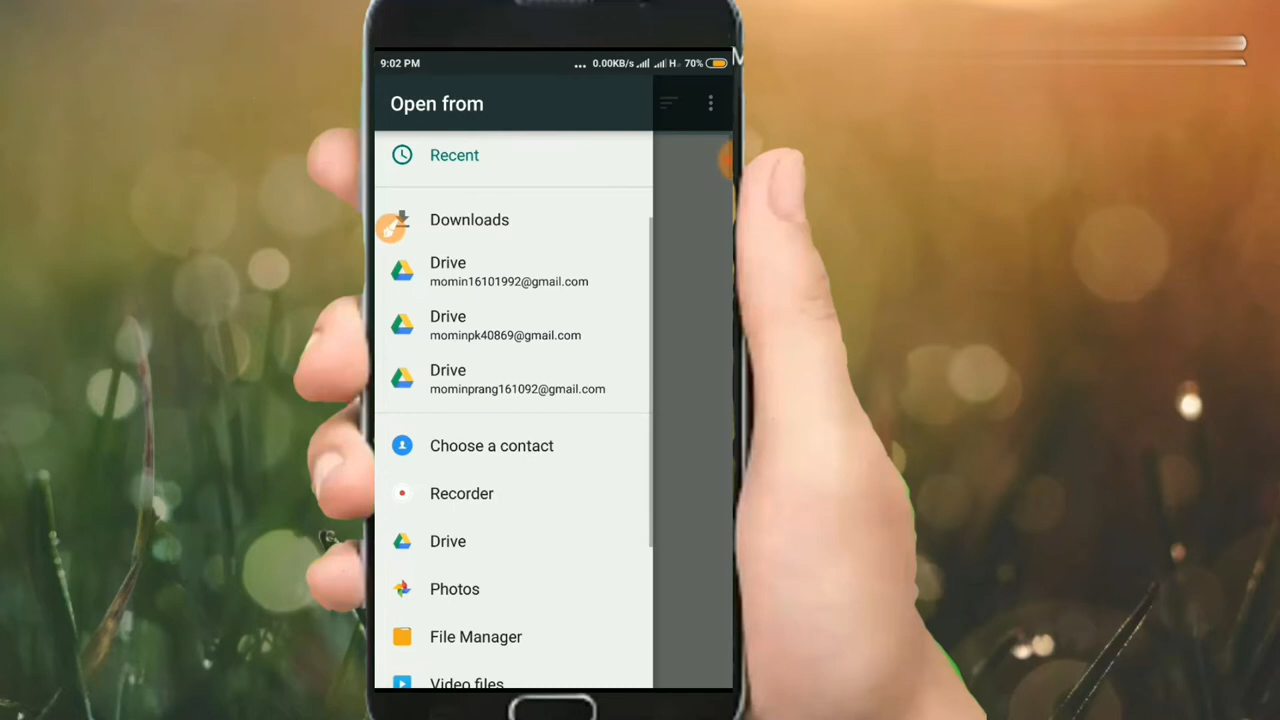 9:02 PM
... 0.00KB/s H 70%
Open from
Recent
Downloads
Drive
momin16101992@gmail.com
Drive
mominpk40869@gmail.com
Drive
mominprang161092@gmail.com
Choose a contact
Recorder
Drive
Photos
File Manager
Video files